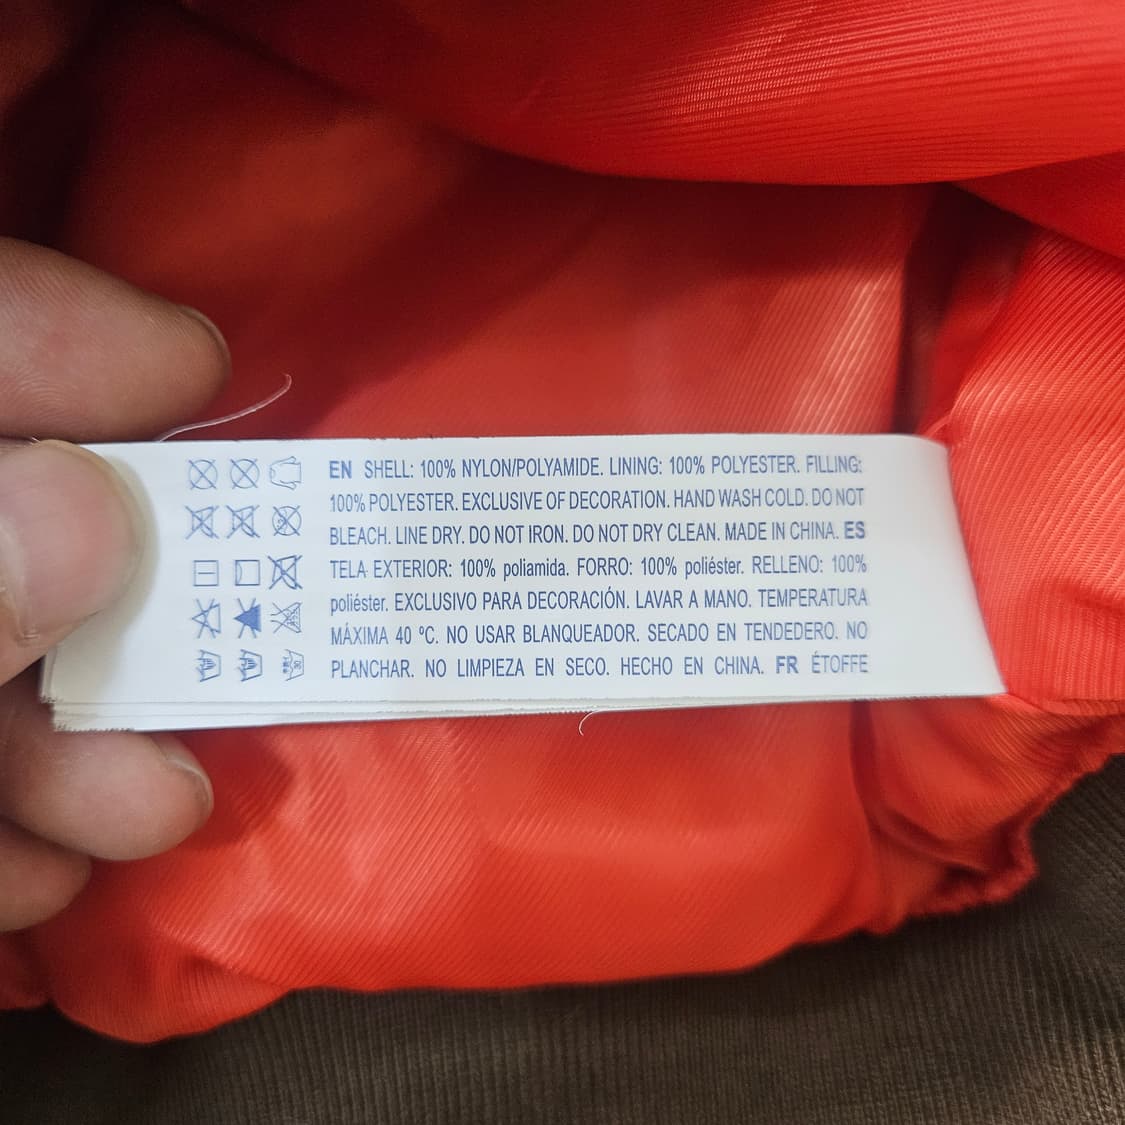 EN SHELL: 100% NYLON/POLYAMIDE. LINING: 100% POLYESTER. FILLING:
100% POLYESTER. EXCLUSIVE OF DECORATION. HAND WASH COLD. DO NOT
BLEACH. LINE DRY. DO NOT IRON. DO NOT DRY CLEAN. MADE IN CHINA. ES
TELA EXTERIOR: 100% poliamida. FORRO: 100% poliéster. RELLENO: 100%
poliéster. EXCLUSIVO PARA DECORACIÓN. LAVAR A MANO. TEMPERATURA
MÁXIMA 40 ºC. NO USAR BLANQUEADOR. SECADO EN TENDEDERO. NO
PLANCHAR. NO LIMPIEZA EN SECO. HECHO EN CHINA. FR ÉTOFFE